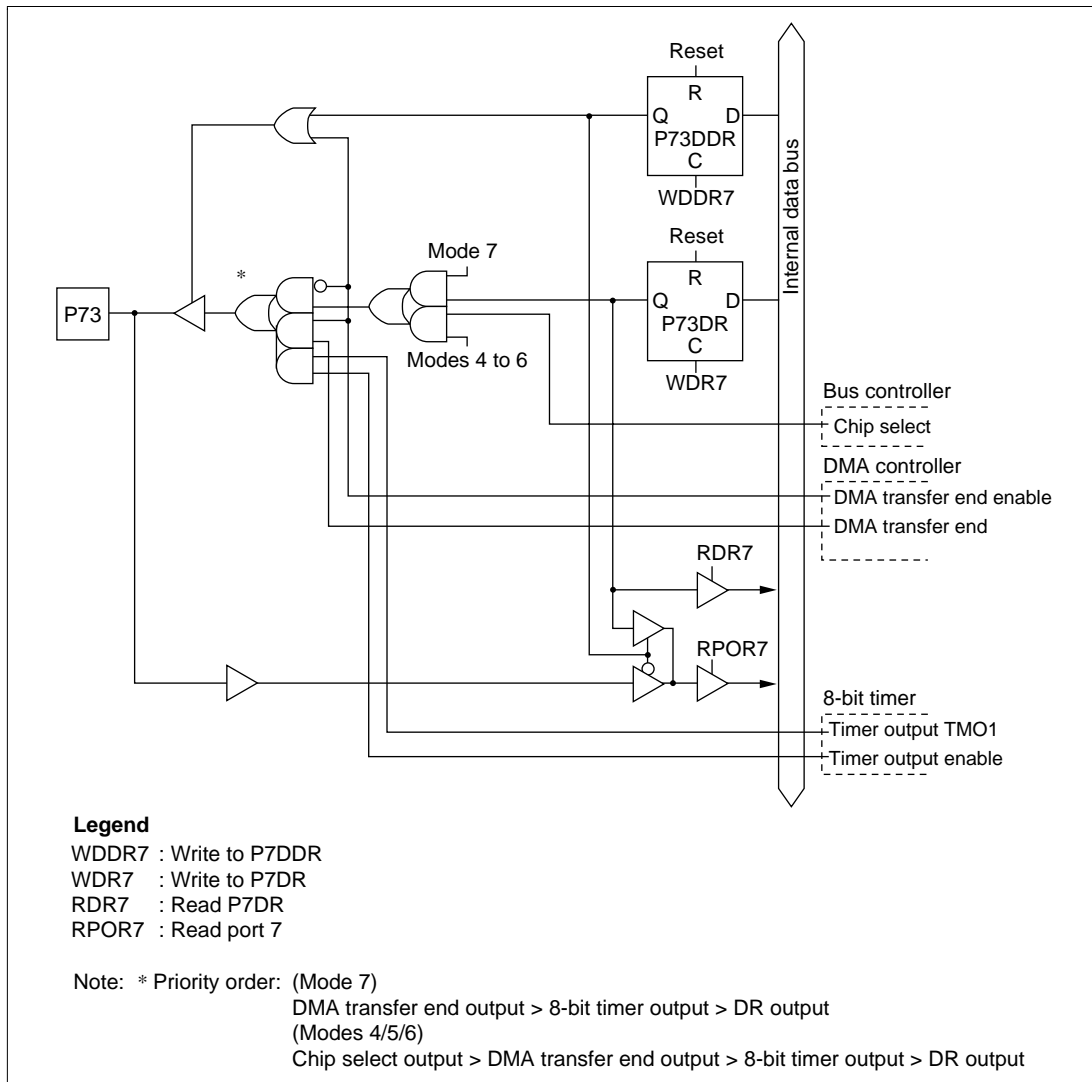 Reset
R
Q D
P73DDR
C
WDDR7
Reset
R
Q D
P73DR
C
WDR7
Internal data bus
Mode 7
*
P73
Modes 4 to 6
Bus controller
Chip select
DMA controller
DMA transfer end enable
DMA transfer end
RDR7
RPOR7
8-bit timer
Timer output TMO1
Timer output enable
Legend
WDDR7 : Write to P7DDR
WDR7 : Write to P7DR
RDR7 : Read P7DR
RPOR7 : Read port 7
Note: * Priority order: (Mode 7)
DMA transfer end output > 8-bit timer output > DR output
(Modes 4/5/6)
Chip select output > DMA transfer end output > 8-bit timer output > DR output